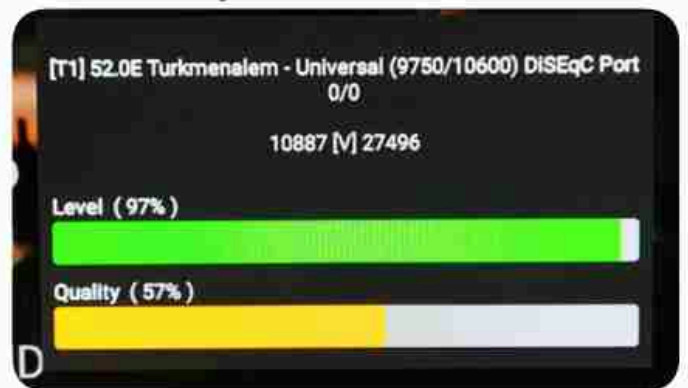 [T1] 52.0E Turkmenalem - Universal (9750/10600) DiSEqC Port
0/0
10887 [V] 27496
Level ( 97% )
Quality ( 57% )
D